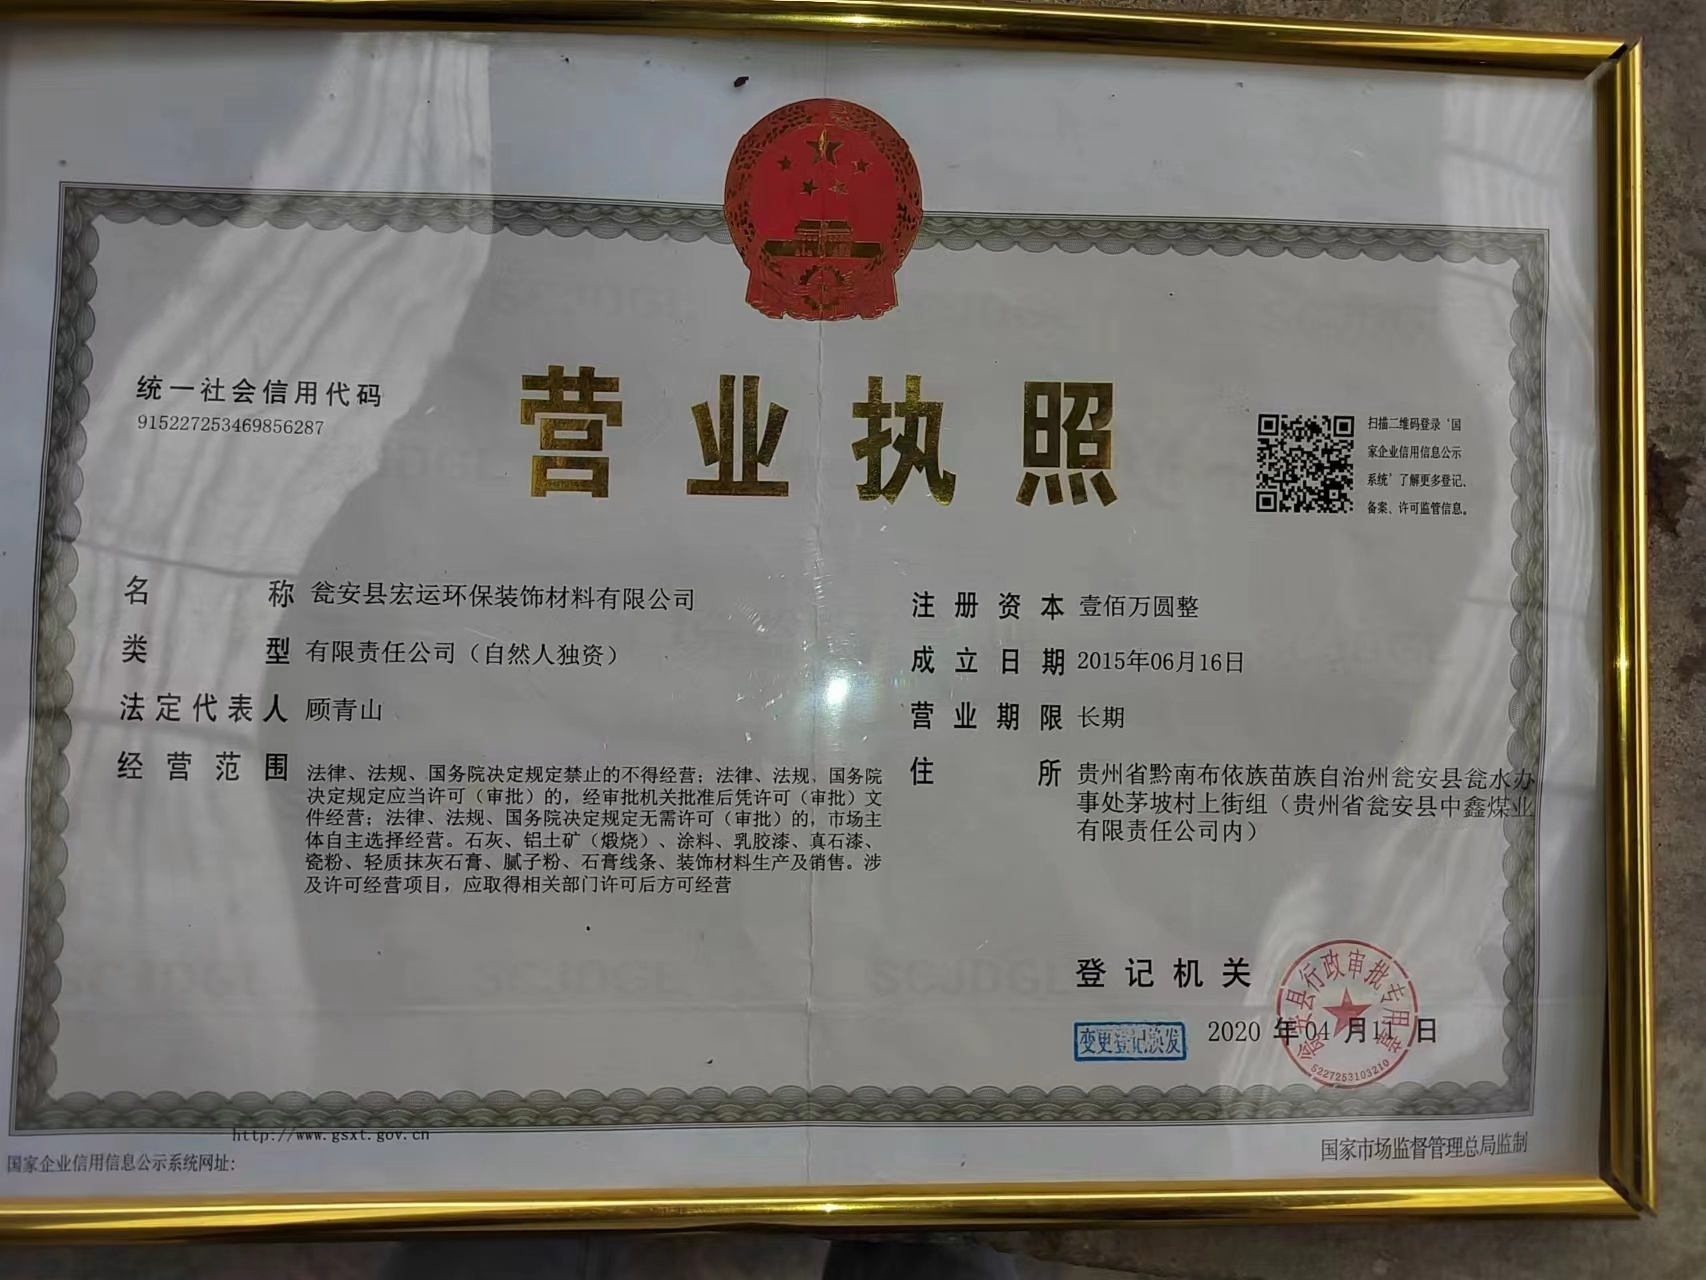 统一社会信用代码
915227253469856287
营业执照
扫描二维码登录‘国
家企业信用信息公示
系统’了解更多登记、
备案、许可监管信息。
名称 瓮安县宏运环保装饰材料有限公司
类型 有限责任公司（自然人独资）
法定代表人 顾青山
经营范围 法律、法规、国务院决定规定禁止的不得经营；法律、法规、国务院
决定规定应当许可（审批）的，经审批机关批准后凭许可（审批）文
件经营；法律、法规、国务院决定规定无需许可（审批）的，市场主
体自主选择经营。石灰、铝土矿（煅烧）、涂料、乳胶漆、真石漆、
瓷粉、轻质抹灰石膏、腻子粉、石膏线条、装饰材料生产及销售。涉
及许可经营项目，应取得相关部门许可后方可经营
注册资本 壹佰万圆整
成立日期 2015年06月16日
营业期限 长期
住所 贵州省黔南布依族苗族自治州瓮安县瓮水办
事处茅坡村上街组（贵州省瓮安县中鑫煤业
有限责任公司内）
登记机关
瓮安县行政审批专用章
5227253103210
变更登记换发
2020 年 04 月 11 日
http://www.gsxt.gov.cn
国家企业信用信息公示系统网址：
国家市场监督管理总局监制